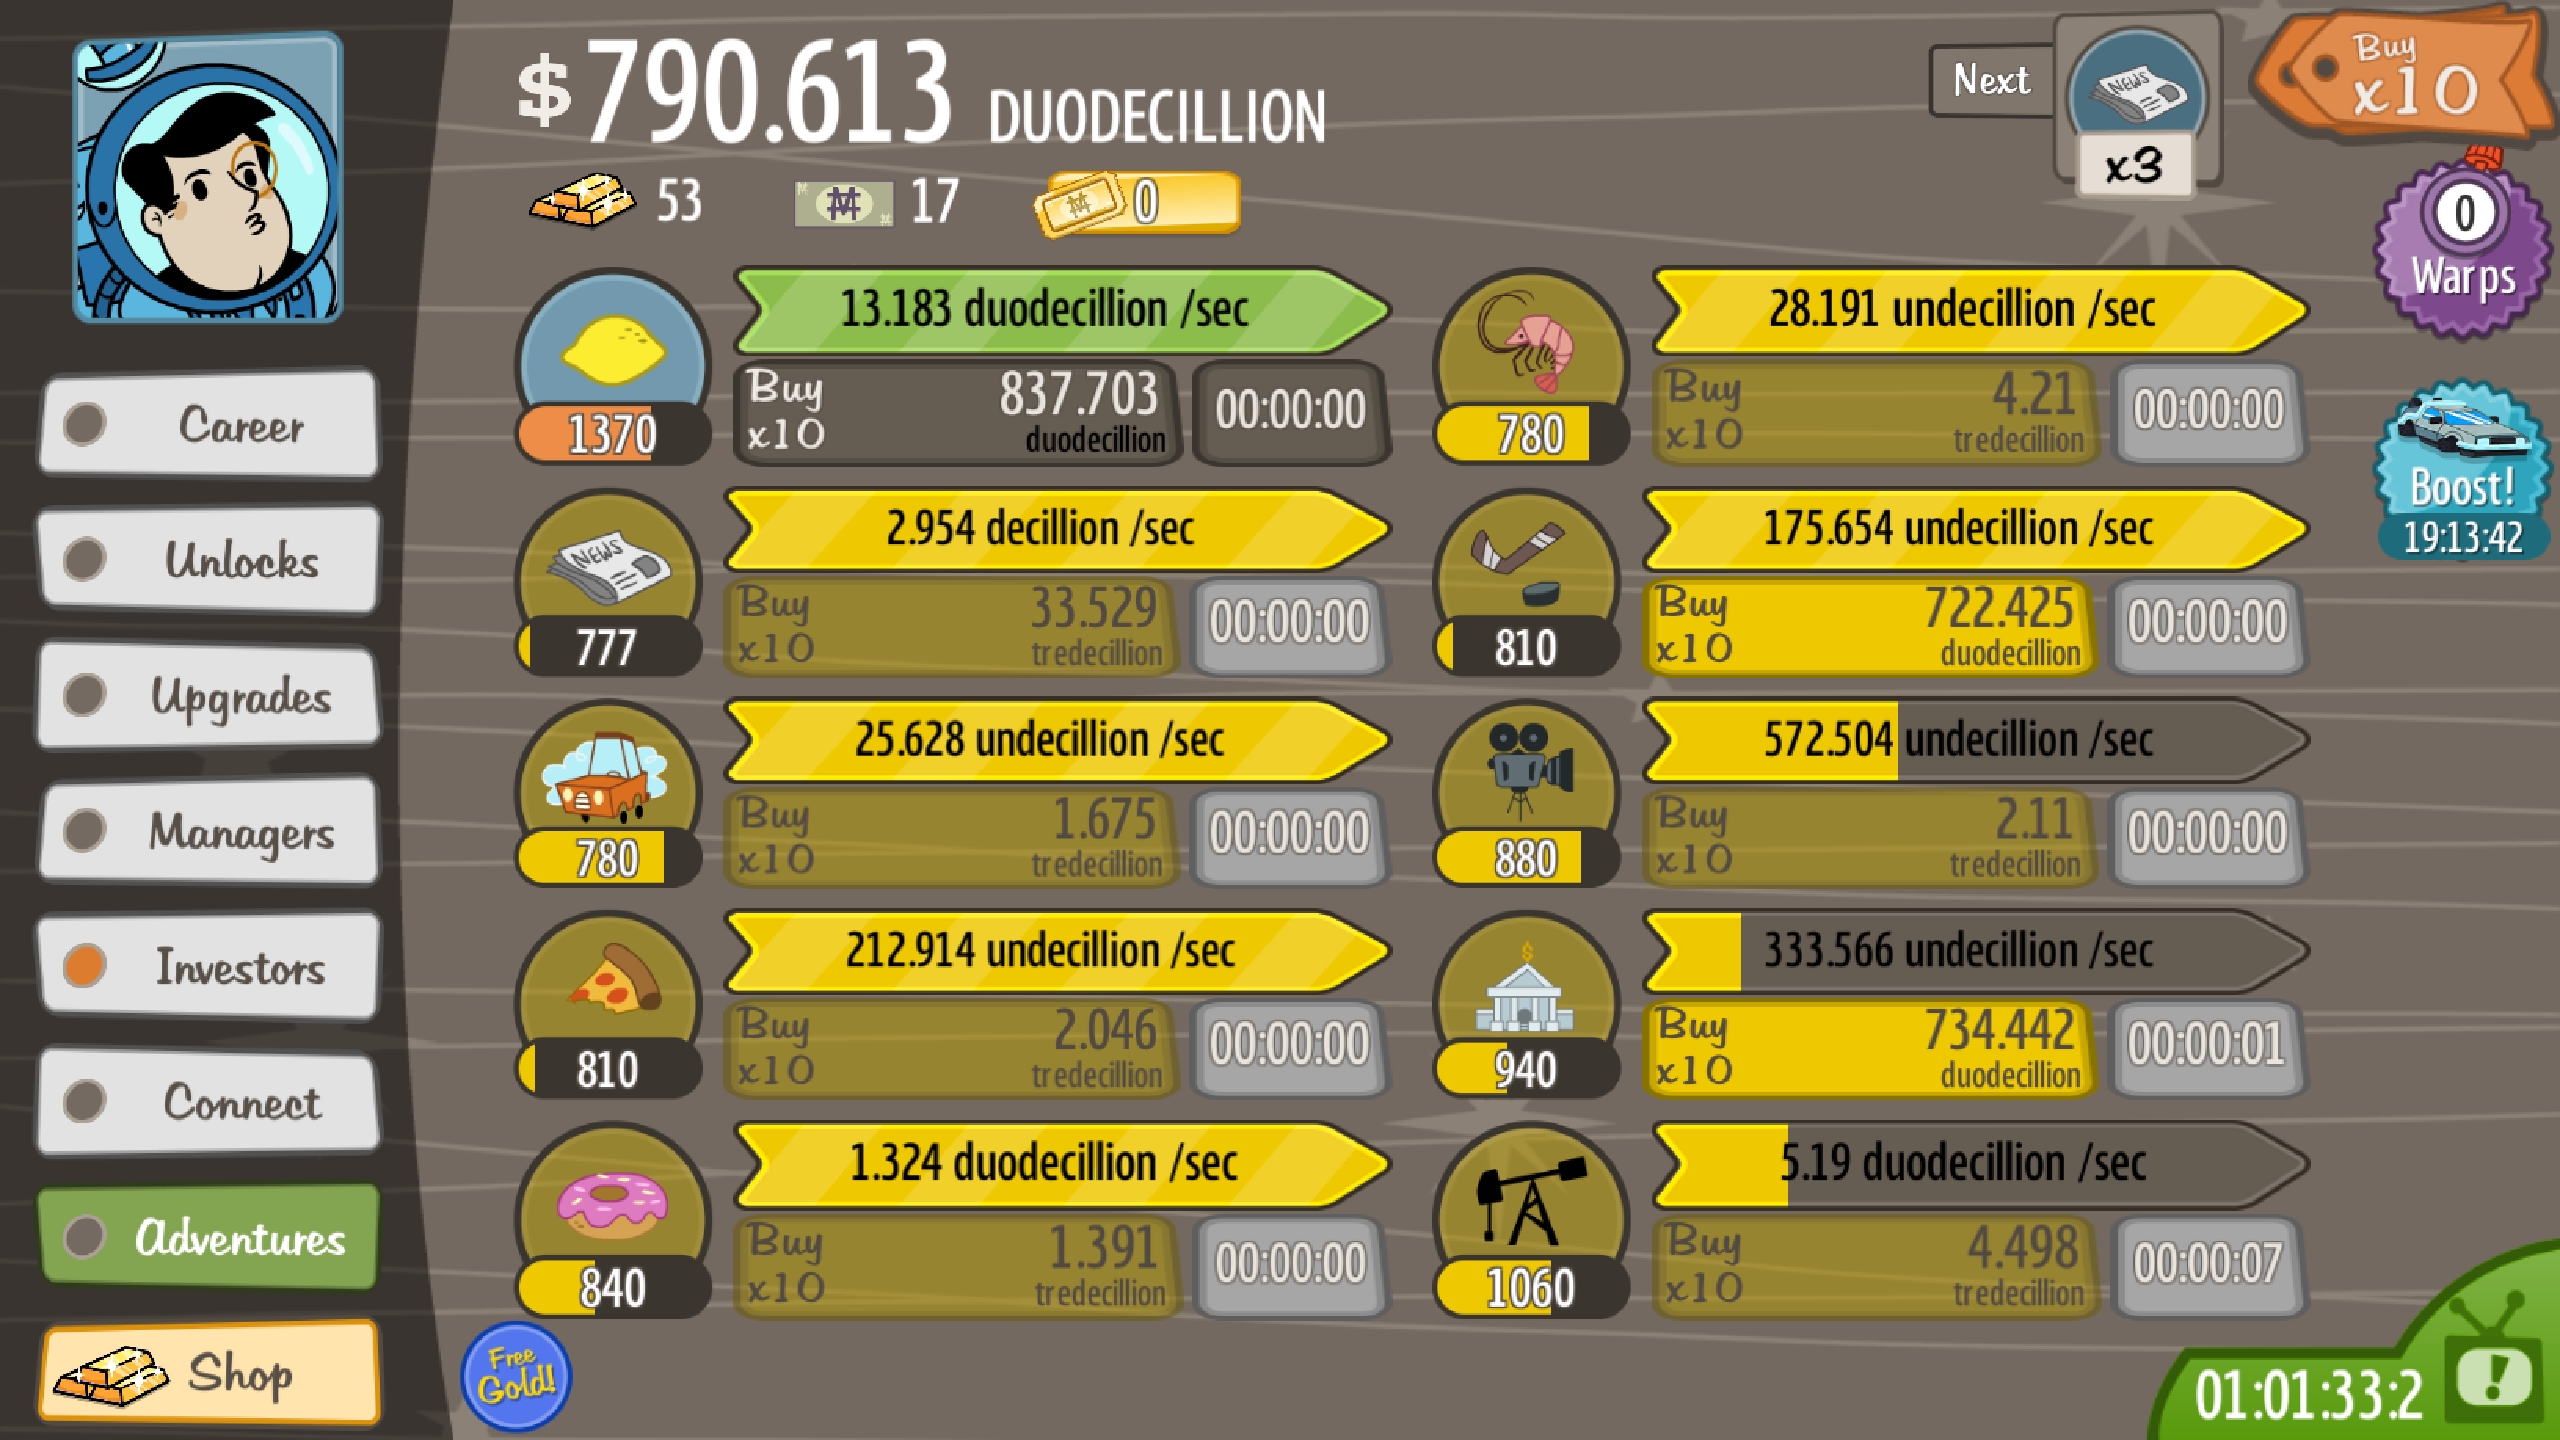 $790.613 DUODECILLION
53 17 0
Next
x3
Buy
x10
0
Warps
Boost!
19:13:42
Career
Unlocks
Upgrades
Managers
Investors
Connect
Adventures
Shop
13.183 duodecillion /sec
Buy
x10
837.703
duodecillion
00:00:00
1370
NEWS
2.954 decillion /sec
Buy
x10
33.529
tredecillion
00:00:00
777
25.628 undecillion /sec
Buy
x10
1.675
tredecillion
00:00:00
780
212.914 undecillion /sec
Buy
x10
2.046
tredecillion
00:00:00
810
1.324 duodecillion /sec
Buy
x10
1.391
tredecillion
00:00:00
840
28.191 undecillion /sec
Buy
x10
4.21
tredecillion
00:00:00
780
175.654 undecillion /sec
Buy
x10
722.425
duodecillion
00:00:00
810
572.504 undecillion /sec
Buy
x10
2.11
tredecillion
00:00:00
880
333.566 undecillion /sec
Buy
x10
734.442
duodecillion
00:00:01
940
5.19 duodecillion /sec
Buy
x10
4.498
tredecillion
00:00:07
1060
Free
Gold!
01:01:33:2
!
NEWS